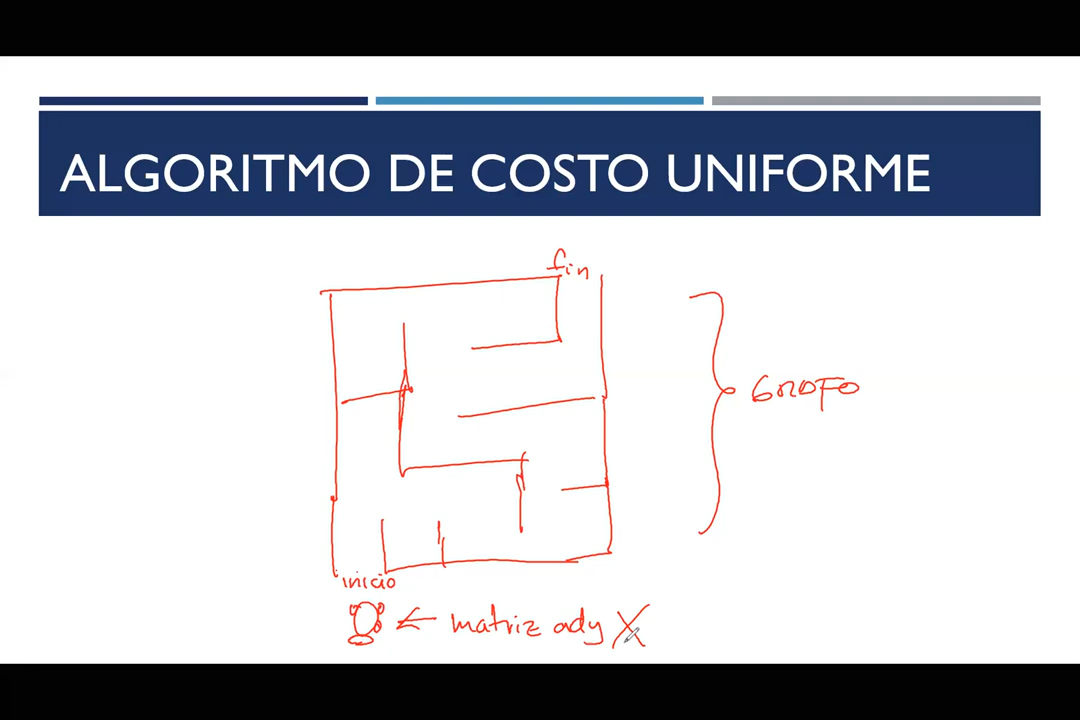 ALGORITMO DE COSTO UNIFORME
fin
GRAFO
inicio
matriz ady X